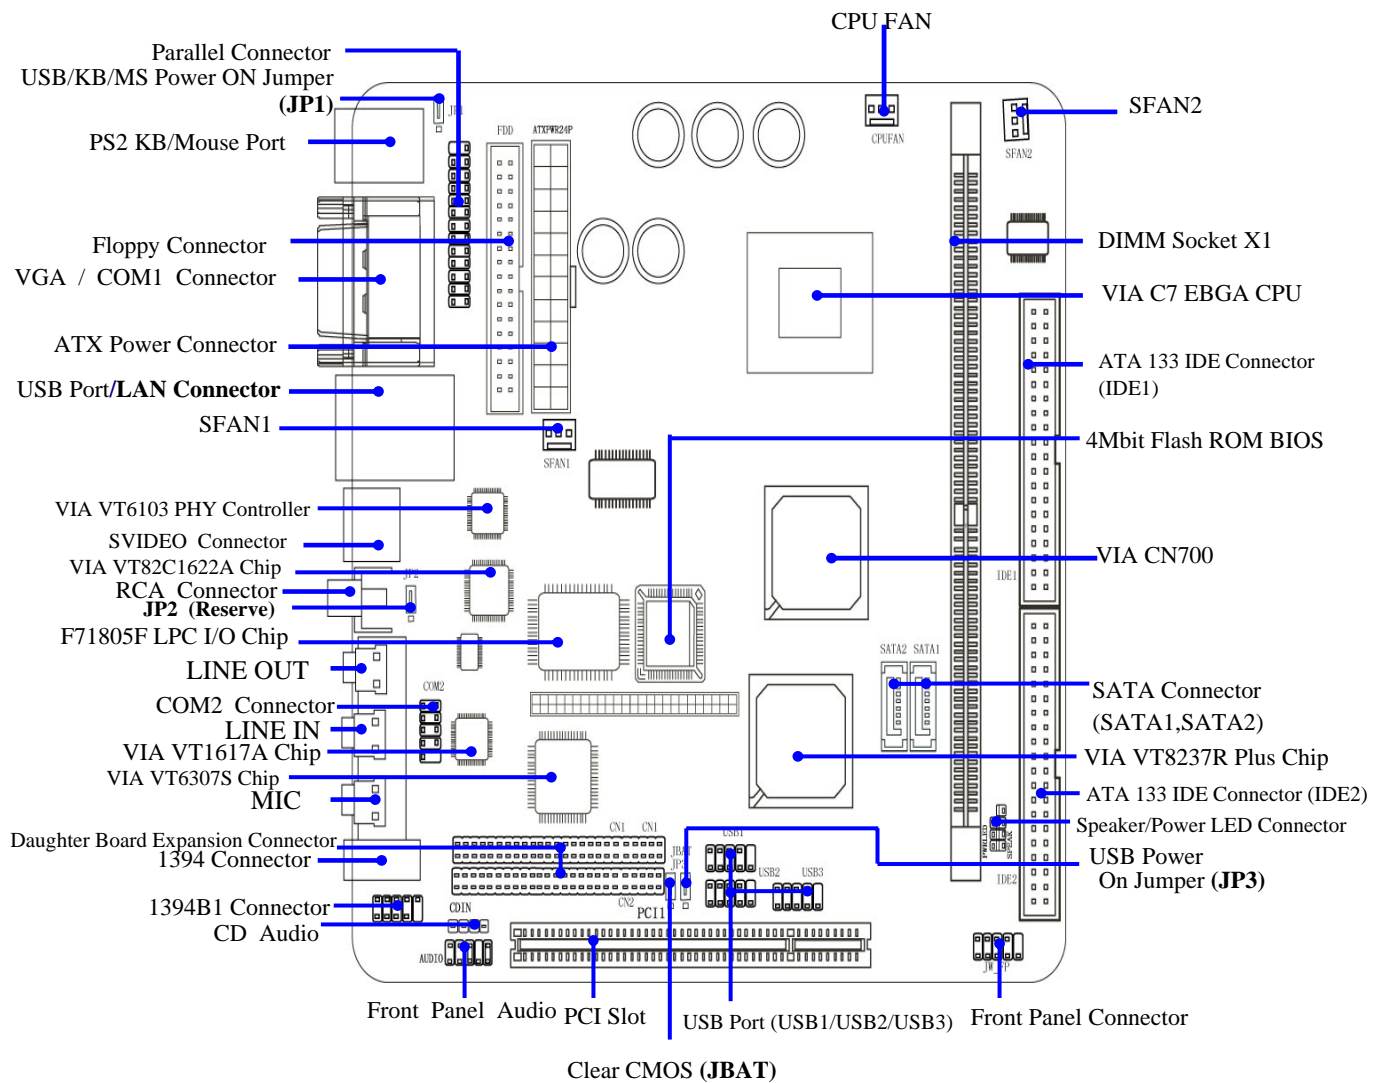 CPU FAN
Parallel Connector
USB/KB/MS Power ON Jumper
(JP1)
PS2 KB/Mouse Port
Floppy Connector
VGA / COM1 Connector
ATX Power Connector
USB Port/LAN Connector
SFAN1
VIA VT6103 PHY Controller
SVIDEO Connector
VIA VT82C1622A Chip
RCA Connector
JP2 (Reserve)
F71805F LPC I/O Chip
LINE OUT
COM2 Connector
LINE IN
VIA VT1617A Chip
VIA VT6307S Chip
MIC
Daughter Board Expansion Connector
1394 Connector
1394B1 Connector
CD Audio
JP1
FDD
ATXPWR24P
CPUFAN
SFAN2
SFAN1
JP2
COM2
IDE1
SATA2 SATA1
CN1 CN1
JBAT
JP3
USB1
USB2
USB3
CN2
PCI1
CDIN
AUDIO
PWRLED
SPEAK
IDE2
JW_FP
SFAN2
DIMM Socket X1
VIA C7 EBGA CPU
ATA 133 IDE Connector
(IDE1)
4Mbit Flash ROM BIOS
VIA CN700
SATA Connector
(SATA1,SATA2)
VIA VT8237R Plus Chip
ATA 133 IDE Connector (IDE2)
Speaker/Power LED Connector
USB Power
On Jumper (JP3)
Front Panel Audio
PCI Slot
USB Port (USB1/USB2/USB3)
Front Panel Connector
Clear CMOS (JBAT)